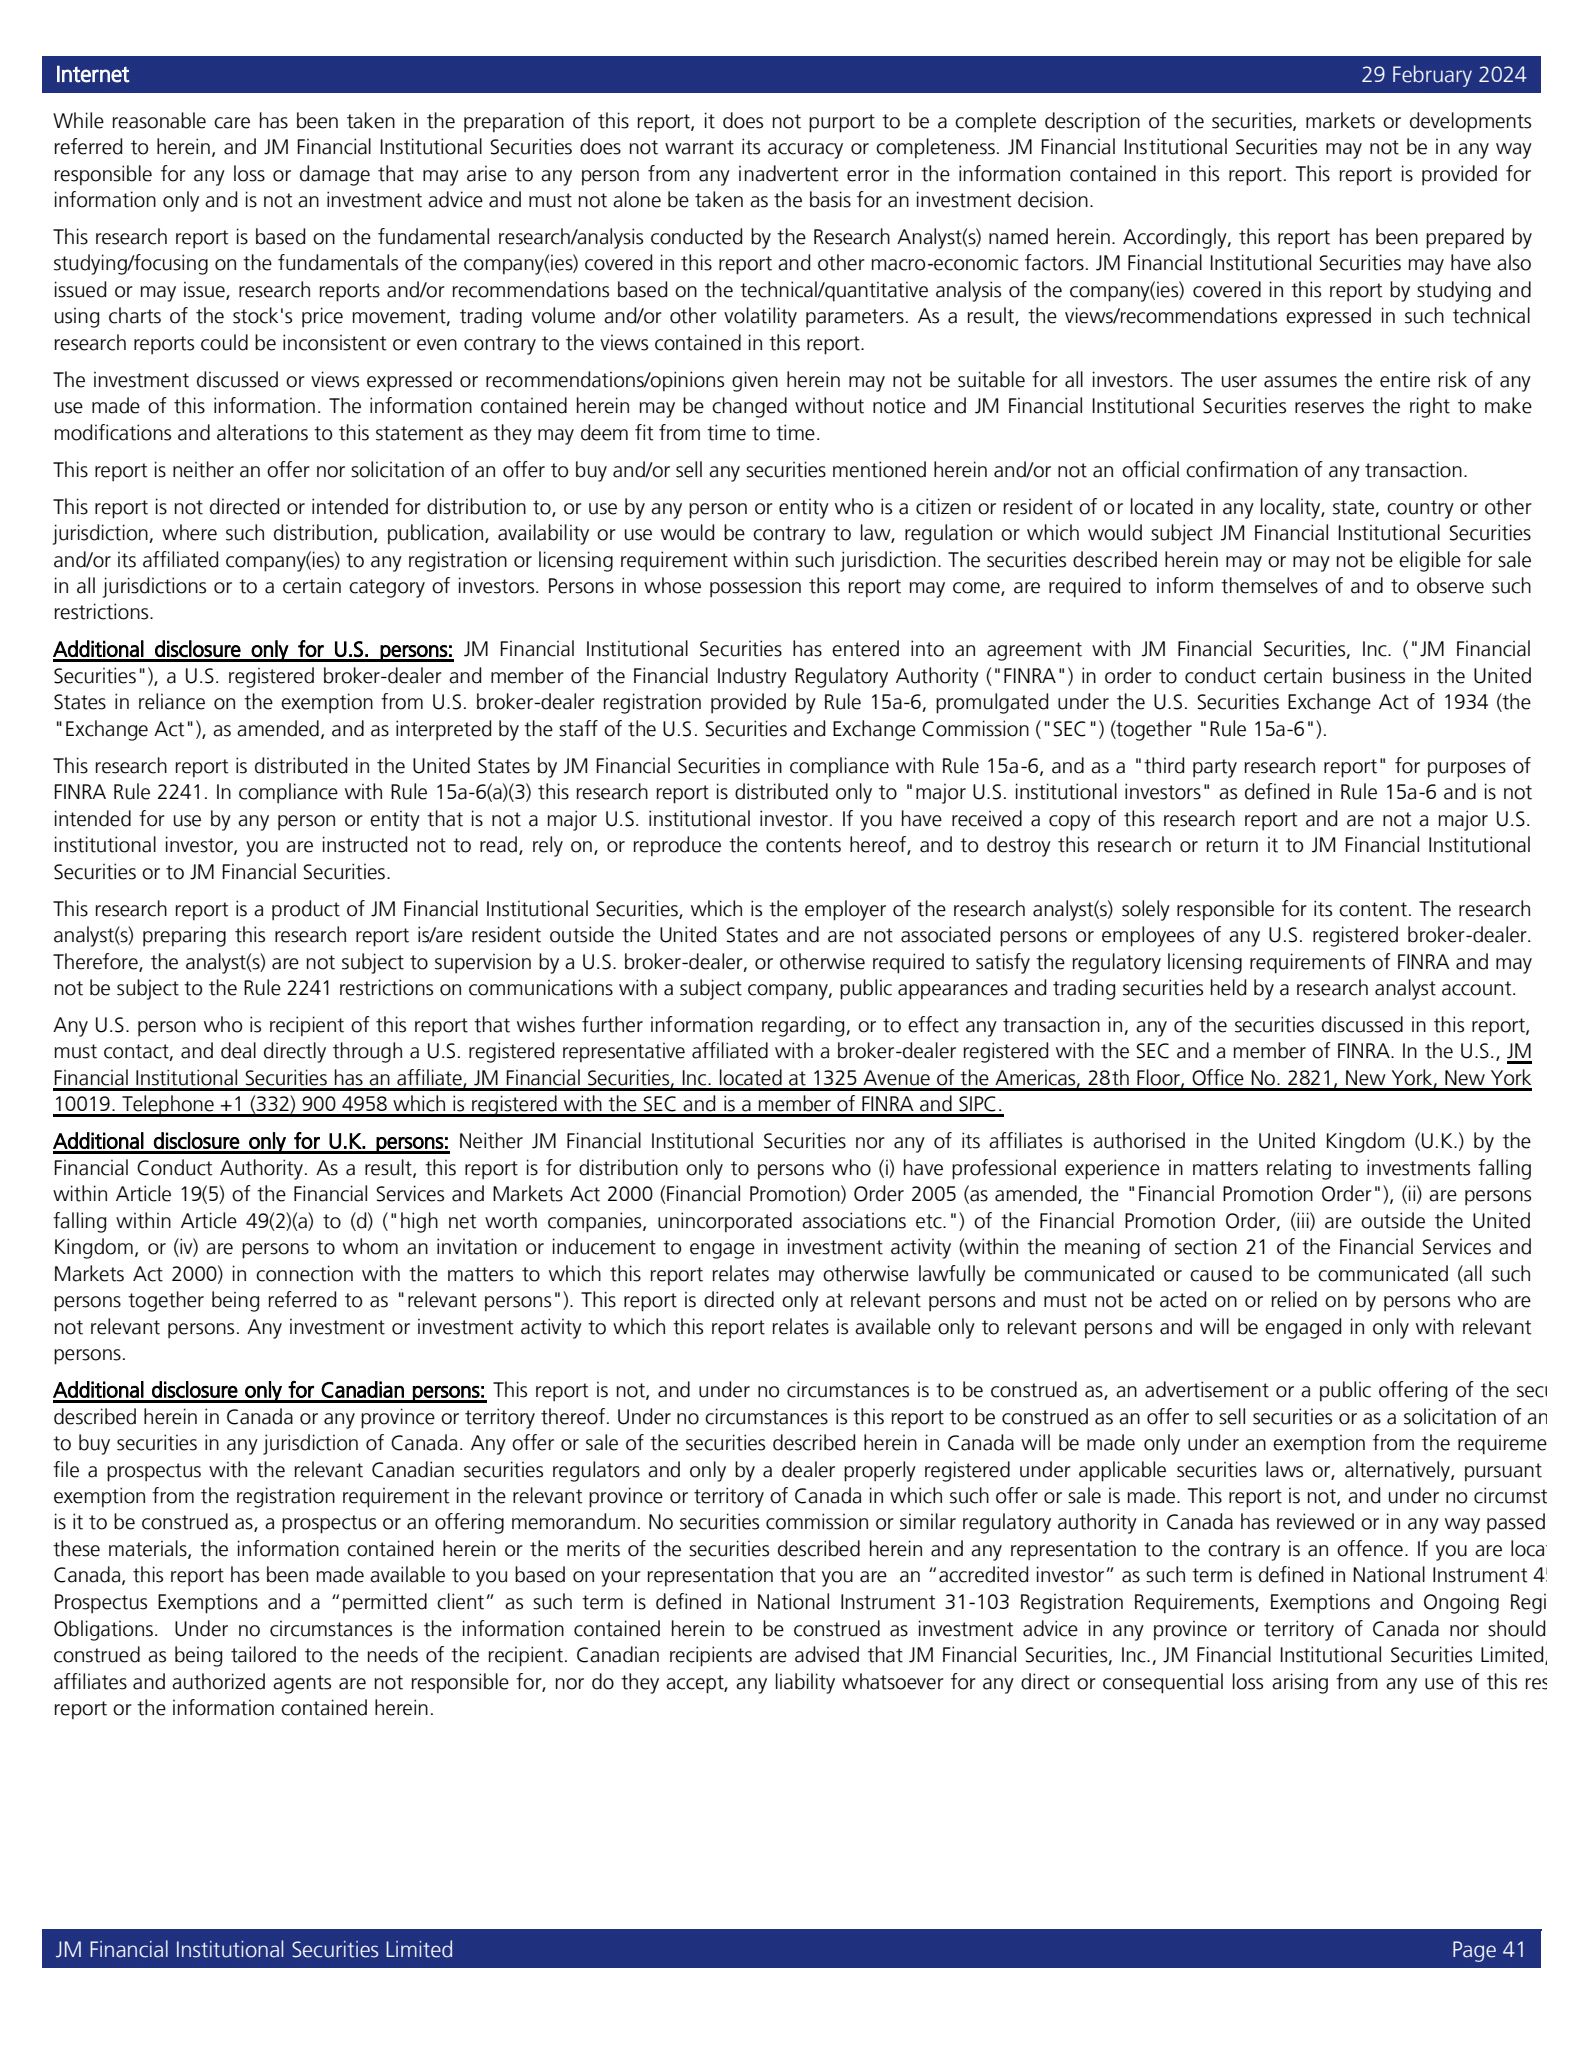 Internet 29 February 2024
While reasonable care has been taken in the preparation of this report, it does not purport to be a complete description of the securities, markets or developments
referred to herein, and JM Financial Institutional Securities does not warrant its accuracy or completeness. JM Financial Institutional Securities may not be in any way
responsible for any loss or damage that may arise to any person from any inadvertent error in the information contained in this report. This report is provided for
information only and is not an investment advice and must not alone be taken as the basis for an investment decision.
This research report is based on the fundamental research/analysis conducted by the Research Analyst(s) named herein. Accordingly, this report has been prepared by
studying/focusing on the fundamentals of the company(ies) covered in this report and other macro-economic factors. JM Financial Institutional Securities may have also
issued or may issue, research reports and/or recommendations based on the technical/quantitative analysis of the company(ies) covered in this report by studying and
using charts of the stock's price movement, trading volume and/or other volatility parameters. As a result, the views/recommendations expressed in such technical
research reports could be inconsistent or even contrary to the views contained in this report.
The investment discussed or views expressed or recommendations/opinions given herein may not be suitable for all investors. The user assumes the entire risk of any
use made of this information. The information contained herein may be changed without notice and JM Financial Institutional Securities reserves the right to make
modifications and alterations to this statement as they may deem fit from time to time.
This report is neither an offer nor solicitation of an offer to buy and/or sell any securities mentioned herein and/or not an official confirmation of any transaction.
This report is not directed or intended for distribution to, or use by any person or entity who is a citizen or resident of or located in any locality, state, country or other
jurisdiction, where such distribution, publication, availability or use would be contrary to law, regulation or which would subject JM Financial Institutional Securities
and/or its affiliated company(ies) to any registration or licensing requirement within such jurisdiction. The securities described herein may or may not be eligible for sale
in all jurisdictions or to a certain category of investors. Persons in whose possession this report may come, are required to inform themselves of and to observe such
restrictions.
Additional disclosure only for U.S. persons: JM Financial Institutional Securities has entered into an agreement with JM Financial Securities, Inc. ("JM Financial
Securities"), a U.S. registered broker-dealer and member of the Financial Industry Regulatory Authority ("FINRA") in order to conduct certain business in the United
States in reliance on the exemption from U.S. broker-dealer registration provided by Rule 15a-6, promulgated under the U.S. Securities Exchange Act of 1934 (the
"Exchange Act"), as amended, and as interpreted by the staff of the U.S. Securities and Exchange Commission ("SEC") (together "Rule 15a-6").
This research report is distributed in the United States by JM Financial Securities in compliance with Rule 15a-6, and as a "third party research report" for purposes of
FINRA Rule 2241. In compliance with Rule 15a-6(a)(3) this research report is distributed only to "major U.S. institutional investors" as defined in Rule 15a-6 and is not
intended for use by any person or entity that is not a major U.S. institutional investor. If you have received a copy of this research report and are not a major U.S.
institutional investor, you are instructed not to read, rely on, or reproduce the contents hereof, and to destroy this research or return it to JM Financial Institutional
Securities or to JM Financial Securities.
This research report is a product of JM Financial Institutional Securities, which is the employer of the research analyst(s) solely responsible for its content. The research
analyst(s) preparing this research report is/are resident outside the United States and are not associated persons or employees of any U.S. registered broker-dealer.
Therefore, the analyst(s) are not subject to supervision by a U.S. broker-dealer, or otherwise required to satisfy the regulatory licensing requirements of FINRA and may
not be subject to the Rule 2241 restrictions on communications with a subject company, public appearances and trading securities held by a research analyst account.
Any U.S. person who is recipient of this report that wishes further information regarding, or to effect any transaction in, any of the securities discussed in this report,
must contact, and deal directly through a U.S. registered representative affiliated with a broker-dealer registered with the SEC and a member of FINRA. In the U.S., JM
Financial Institutional Securities has an affiliate, JM Financial Securities, Inc. located at 1325 Avenue of the Americas, 28th Floor, Office No. 2821, New York, New York
10019. Telephone +1 (332) 900 4958 which is registered with the SEC and is a member of FINRA and SIPC.
Additional disclosure only for U.K. persons: Neither JM Financial Institutional Securities nor any of its affiliates is authorised in the United Kingdom (U.K.) by the
Financial Conduct Authority. As a result, this report is for distribution only to persons who (i) have professional experience in matters relating to investments falling
within Article 19(5) of the Financial Services and Markets Act 2000 (Financial Promotion) Order 2005 (as amended, the "Financial Promotion Order"), (ii) are persons
falling within Article 49(2)(a) to (d) ("high net worth companies, unincorporated associations etc.") of the Financial Promotion Order, (iii) are outside the United
Kingdom, or (iv) are persons to whom an invitation or inducement to engage in investment activity (within the meaning of section 21 of the Financial Services and
Markets Act 2000) in connection with the matters to which this report relates may otherwise lawfully be communicated or caused to be communicated (all such
persons together being referred to as "relevant persons"). This report is directed only at relevant persons and must not be acted on or relied on by persons who are
not relevant persons. Any investment or investment activity to which this report relates is available only to relevant persons and will be engaged in only with relevant
persons.
Additional disclosure only for Canadian persons: This report is not, and under no circumstances is to be construed as, an advertisement or a public offering of the
described herein in Canada or any province or territory thereof. Under no circumstances is this report to be construed as an offer to sell securities or as a solicitation of an
to buy securities in any jurisdiction of Canada. Any offer or sale of the securities described herein in Canada will be made only under an exemption from the
file a prospectus with the relevant Canadian securities regulators and only by a dealer properly registered under applicable securities laws or, alternatively, pursuant
exemption from the registration requirement in the relevant province or territory of Canada in which such offer or sale is made. This report is not, and under no
is it to be construed as, a prospectus or an offering memorandum. No securities commission or similar regulatory authority in Canada has reviewed or in any way passed
these materials, the information contained herein or the merits of the securities described herein and any representation to the contrary is an offence. If you are
Canada, this report has been made available to you based on your representation that you are an “accredited investor” as such term is defined in National Instrument
Prospectus Exemptions and a “permitted client” as such term is defined in National Instrument 31-103 Registration Requirements, Exemptions and Ongoing
Obligations. Under no circumstances is the information contained herein to be construed as investment advice in any province or territory of Canada nor should
construed as being tailored to the needs of the recipient. Canadian recipients are advised that JM Financial Securities, Inc., JM Financial Institutional Securities Limited,
affiliates and authorized agents are not responsible for, nor do they accept, any liability whatsoever for any direct or consequential loss arising from any use of this
report or the information contained herein.
JM Financial Institutional Securities Limited Page 41